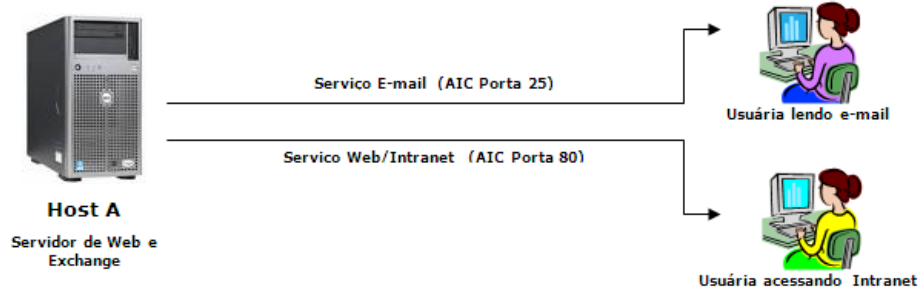 Serviço E-mail (AIC Porta 25)
Usuária lendo e-mail
Servico Web/Intranet (AIC Porta 80)
Host A
Servidor de Web e
Exchange
Usuária acessando Intranet